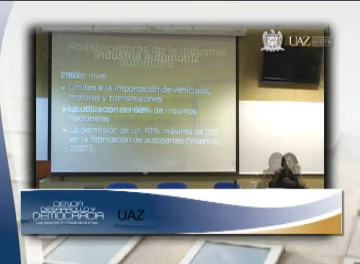 Abastecedoras de la industria
Industria automotriz
automotriz
1962
nivel
Límites a la importación de vehículos,
motores y transmisiones
La utilización del 60% de insumos
nacionales
La permisión de un 40% máximo de IED
en la fabricación de autopartes (Vicencio,
2007)
UAZ
CIENCIA
DESARROLLO Y
DEMOCRACIA
UAZ